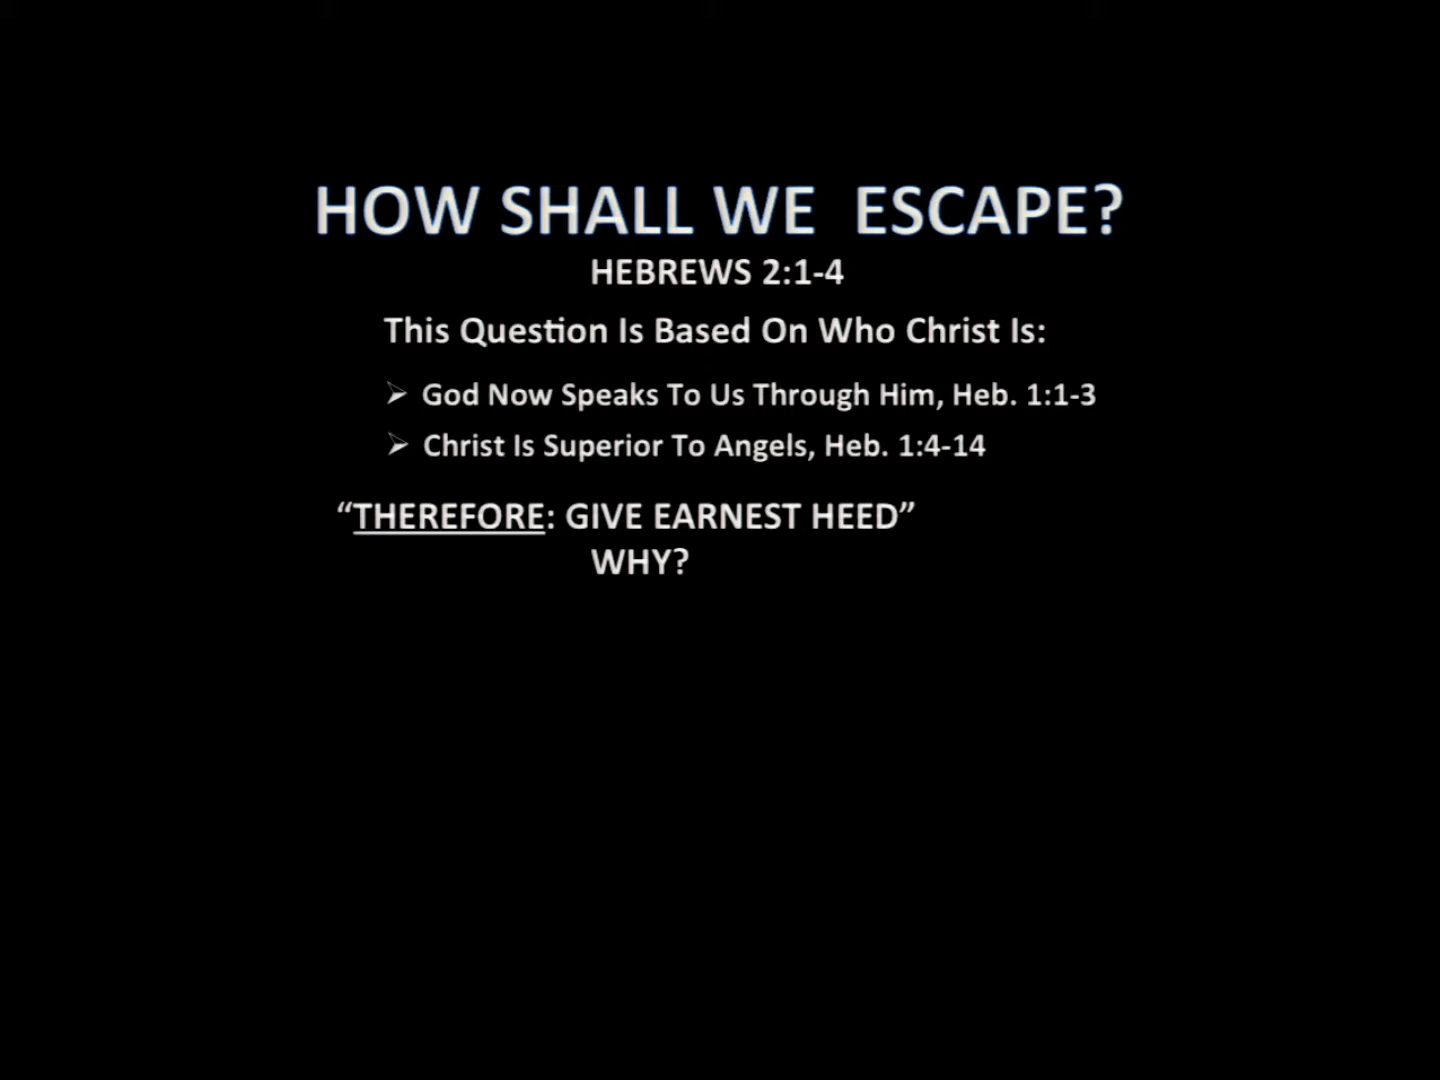 HOW SHALL WE  ESCAPE?
HEBREWS 2:1-4
This Question Is Based On Who Christ Is:
➢ God Now Speaks To Us Through Him, Heb. 1:1-3
➢ Christ Is Superior To Angels, Heb. 1:4-14
“THEREFORE: GIVE EARNEST HEED”
WHY?